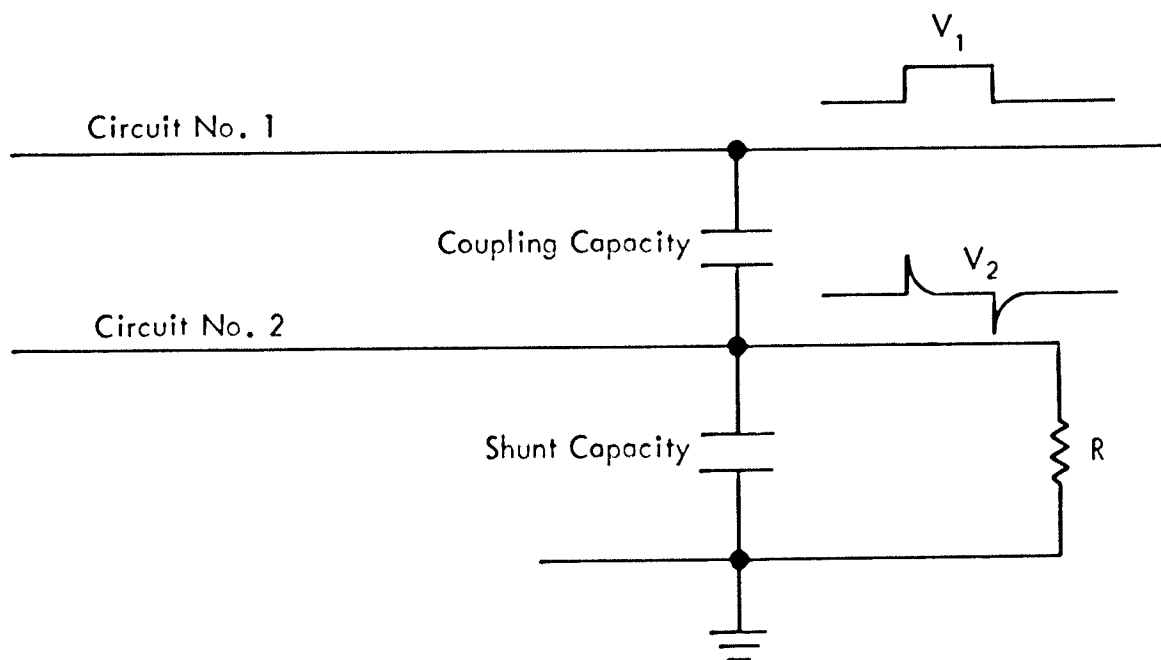 V₁
Circuit No. 1
Coupling Capacity
V₂
Circuit No. 2
Shunt Capacity
R